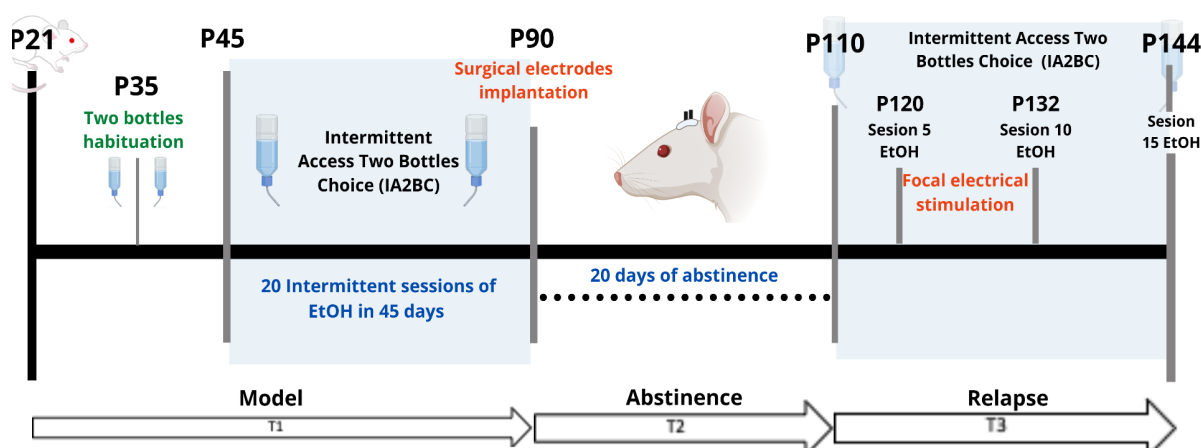 P21
P35
Two bottles
habituation
P45
Intermittent
Access Two Bottles
Choice (IA2BC)
20 Intermittent sessions of
EtOH in 45 days
P90
Surgical electrodes
implantation
20 days of abstinence
P110
Intermittent Access Two
Bottles Choice (IA2BC)
P120
Sesion 5
EtOH
Focal electrical
stimulation
P132
Sesion 10
EtOH
P144
Sesion
15 EtOH
Model
T1
Abstinence
T2
Relapse
T3